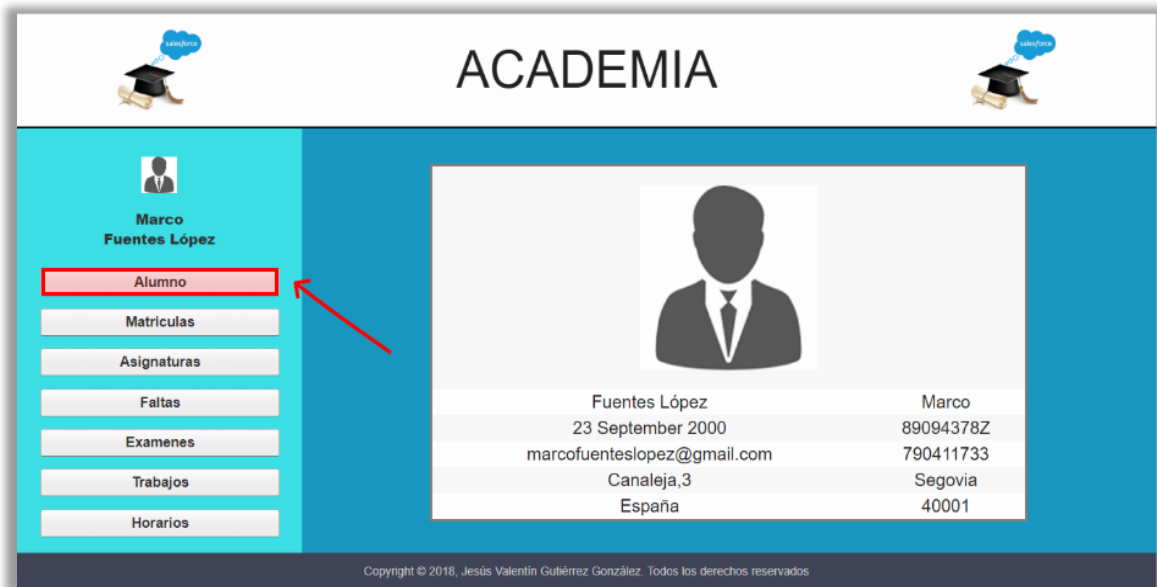 salesforce
ACADEMIA
salesforce
Marco
Fuentes López
Alumno
Matriculas
Asignaturas
Faltas
Examenes
Trabajos
Horarios
Fuentes López Marco
23 September 2000 89094378Z
marcofuenteslopez@gmail.com 790411733
Canaleja,3 Segovia
España 40001
Copyright © 2018, Jesús Valentín Gutiérrez González. Todos los derechos reservados